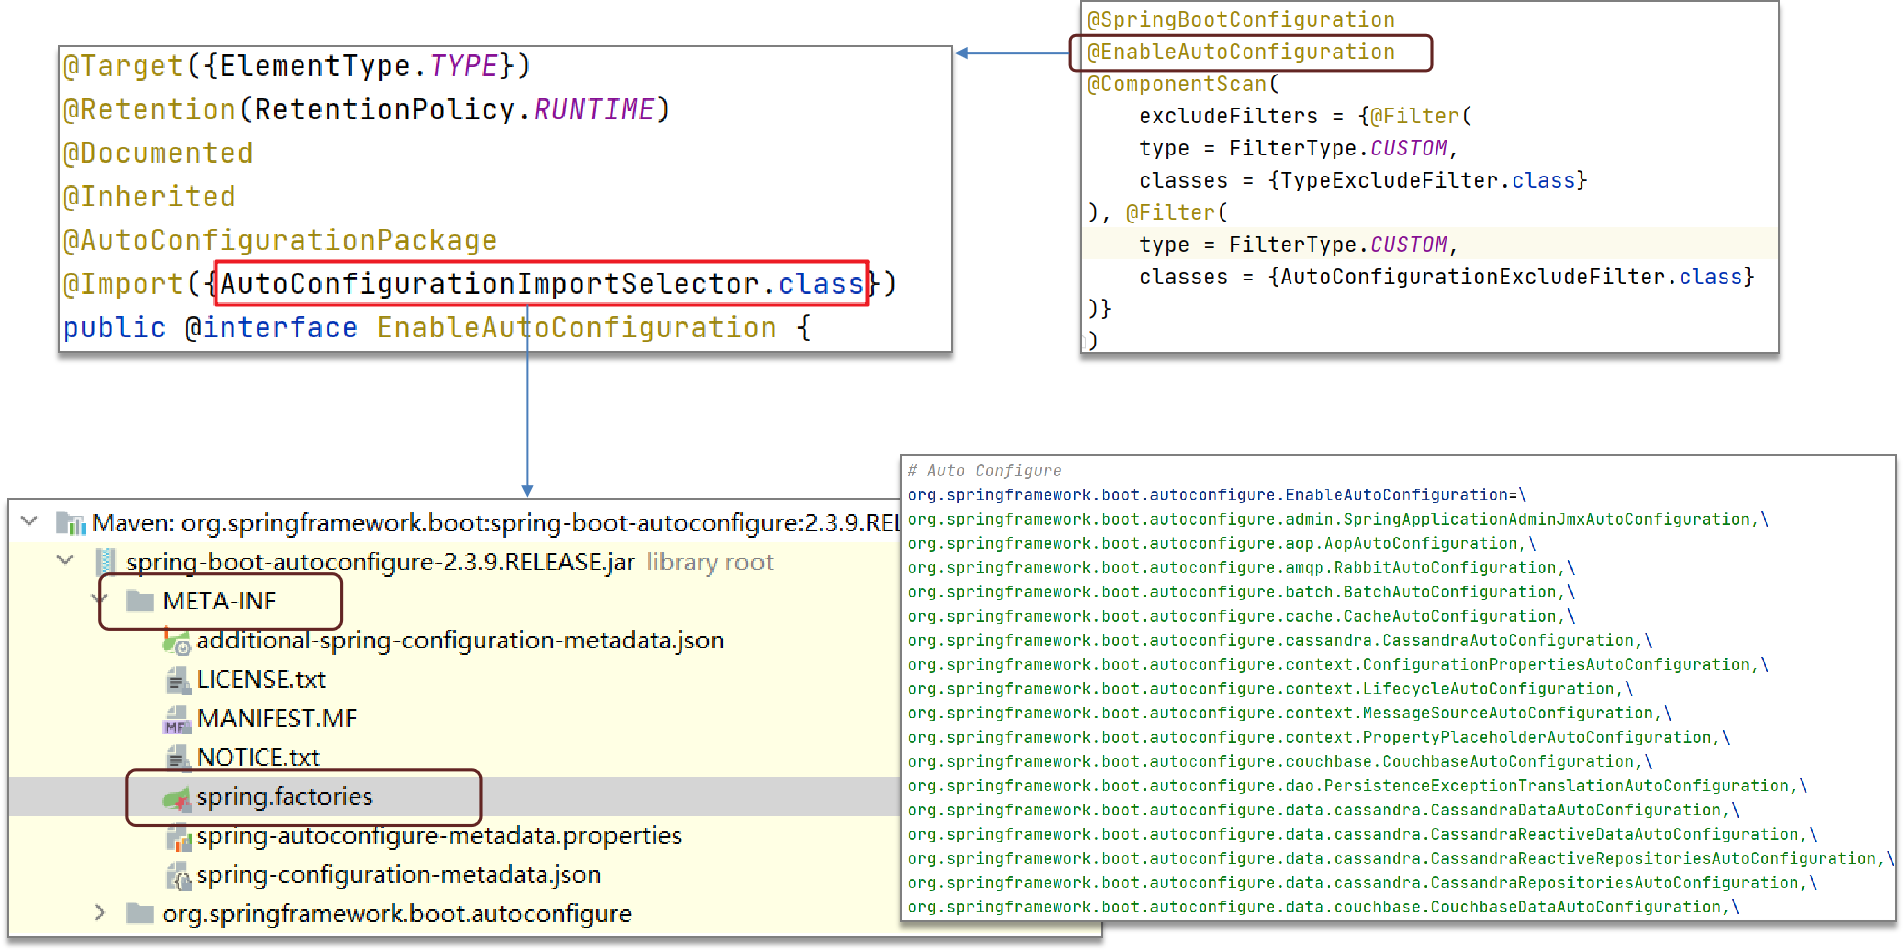 @Target({ElementType.TYPE})
@Retention(RetentionPolicy.RUNTIME)
@Documented
@Inherited
@AutoConfigurationPackage
@Import({AutoConfigurationImportSelector.class})
public @interface EnableAutoConfiguration {
@SpringBootConfiguration
@EnableAutoConfiguration
@ComponentScan(
excludeFilters = {@Filter(
type = FilterType.CUSTOM,
classes = {TypeExcludeFilter.class}
), @Filter(
type = FilterType.CUSTOM,
classes = {AutoConfigurationExcludeFilter.class}
)}
)
Maven: org.springframework.boot:spring-boot-autoconfigure:2.3.9.REL
spring-boot-autoconfigure-2.3.9.RELEASE.jar library root
META-INF
additional-spring-configuration-metadata.json
LICENSE.txt
MANIFEST.MF
NOTICE.txt
spring.factories
spring-autoconfigure-metadata.properties
spring-configuration-metadata.json
org.springframework.boot.autoconfigure
# Auto Configure
org.springframework.boot.autoconfigure.EnableAutoConfiguration=\
org.springframework.boot.autoconfigure.admin.SpringApplicationAdminJmxAutoConfiguration,\
org.springframework.boot.autoconfigure.aop.AopAutoConfiguration,\
org.springframework.boot.autoconfigure.amqp.RabbitAutoConfiguration,\
org.springframework.boot.autoconfigure.batch.BatchAutoConfiguration,\
org.springframework.boot.autoconfigure.cache.CacheAutoConfiguration,\
org.springframework.boot.autoconfigure.cassandra.CassandraAutoConfiguration,\
org.springframework.boot.autoconfigure.context.ConfigurationPropertiesAutoConfiguration,\
org.springframework.boot.autoconfigure.context.LifecycleAutoConfiguration,\
org.springframework.boot.autoconfigure.context.MessageSourceAutoConfiguration,\
org.springframework.boot.autoconfigure.context.PropertyPlaceholderAutoConfiguration,\
org.springframework.boot.autoconfigure.couchbase.CouchbaseAutoConfiguration,\
org.springframework.boot.autoconfigure.dao.PersistenceExceptionTranslationAutoConfiguration,\
org.springframework.boot.autoconfigure.data.cassandra.CassandraDataAutoConfiguration,\
org.springframework.boot.autoconfigure.data.cassandra.CassandraReactiveDataAutoConfiguration,\
org.springframework.boot.autoconfigure.data.cassandra.CassandraReactiveRepositoriesAutoConfiguration,\
org.springframework.boot.autoconfigure.data.cassandra.CassandraRepositoriesAutoConfiguration,\
org.springframework.boot.autoconfigure.data.couchbase.CouchbaseDataAutoConfiguration,\